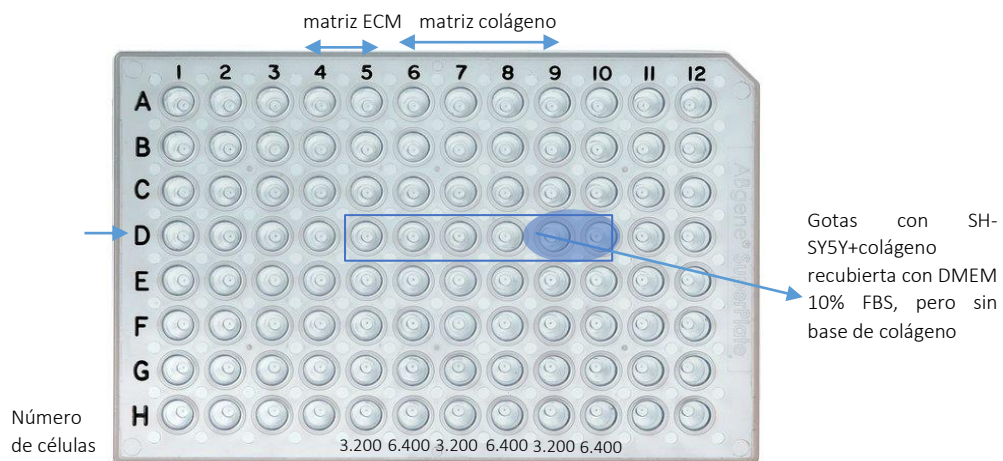 matriz ECM matriz colágeno
1 2 3 4 5 6 7 8 9 10 11 12
A
B
C
D
E
F
G
H
Gotas con SH-
SY5Y+colágeno
recubierta con DMEM
10% FBS, pero sin
base de colágeno
ABgene® SuperPlate™
Número
de células
3.200 6.400 3.200 6.400 3.200 6.400